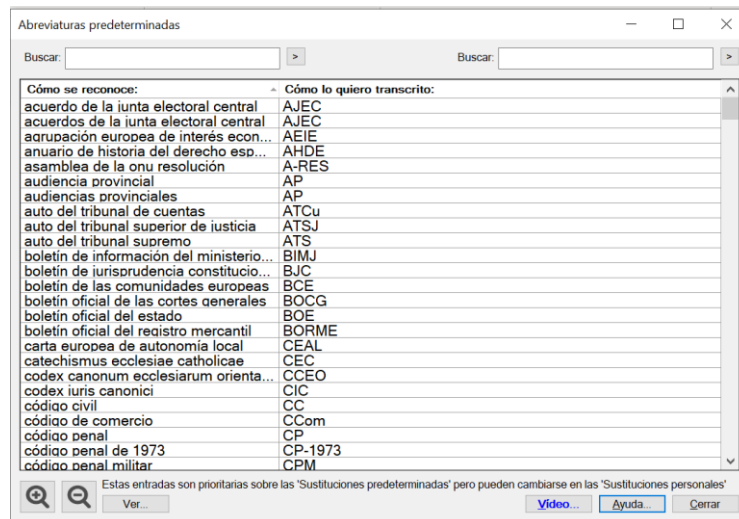 Abreviaturas predeterminadas
Buscar: > Buscar: >
Cómo se reconoce: Cómo lo quiero transcrito:
acuerdo de la junta electoral central AJEC
acuerdos de la junta electoral central AJEC
agrupación europea de interés econ... AEIE
anuario de historia del derecho esp... AHDE
asamblea de la onu resolución A-RES
audiencia provincial AP
audiencias provinciales AP
auto del tribunal de cuentas ATCu
auto del tribunal superior de justicia ATSJ
auto del tribunal supremo ATS
boletín de información del ministerio... BIMJ
boletín de jurisprudencia constitucio... BJC
boletín de las comunidades europeas BCE
boletín oficial de las cortes generales BOCG
boletín oficial del estado BOE
boletín oficial del registro mercantil BORME
carta europea de autonomía local CEAL
catechismus ecclesiae catholicae CEC
codex canonum ecclesiarum orienta... CCEO
codex iuris canonici CIC
código civil CC
código de comercio CCom
código penal CP
código penal de 1973 CP-1973
código penal militar CPM
Estas entradas son prioritarias sobre las 'Sustituciones predeterminadas' pero pueden cambiarse en las 'Sustituciones personales'
Ver... Vídeo... Ayuda... Cerrar